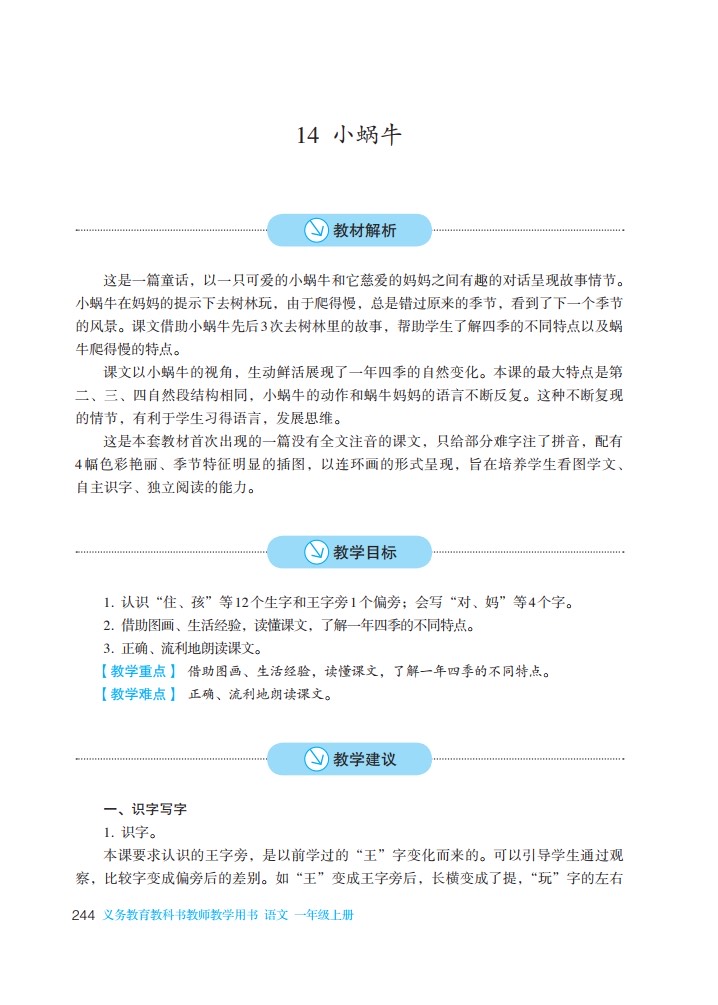 14 小蜗牛
教材解析
这是一篇童话，以一只可爱的小蜗牛和它慈爱的妈妈之间有趣的对话呈现故事情节。
小蜗牛在妈妈的提示下去树林玩，由于爬得慢，总是错过原来的季节，看到了下一个季节
的风景。课文借助小蜗牛先后3次去树林里的故事，帮助学生了解四季的不同特点以及蜗
牛爬得慢的特点。
课文以小蜗牛的视角，生动鲜活展现了一年四季的自然变化。本课的最大特点是第
二、三、四自然段结构相同，小蜗牛的动作和蜗牛妈妈的语言不断反复。这种不断复现
的情节，有利于学生习得语言，发展思维。
这是本套教材首次出现的一篇没有全文注音的课文，只给部分难字注了拼音，配有
4幅色彩艳丽、季节特征明显的插图，以连环画的形式呈现，旨在培养学生看图学文、
自主识字、独立阅读的能力。
教学目标
1. 认识“住、孩”等12个生字和王字旁1个偏旁；会写“对、妈”等4个字。
2. 借助图画、生活经验，读懂课文，了解一年四季的不同特点。
3. 正确、流利地朗读课文。
【教学重点】 借助图画、生活经验，读懂课文，了解一年四季的不同特点。
【教学难点】 正确、流利地朗读课文。
教学建议
一、识字写字
1. 识字。
本课要求认识的王字旁，是以前学过的“王”字变化而来的。可以引导学生通过观
察，比较字变成偏旁后的差别。如“王”变成王字旁后，长横变成了提，“玩”字的左右
244 义务教育教科书教师教学用书 语文 一年级上册